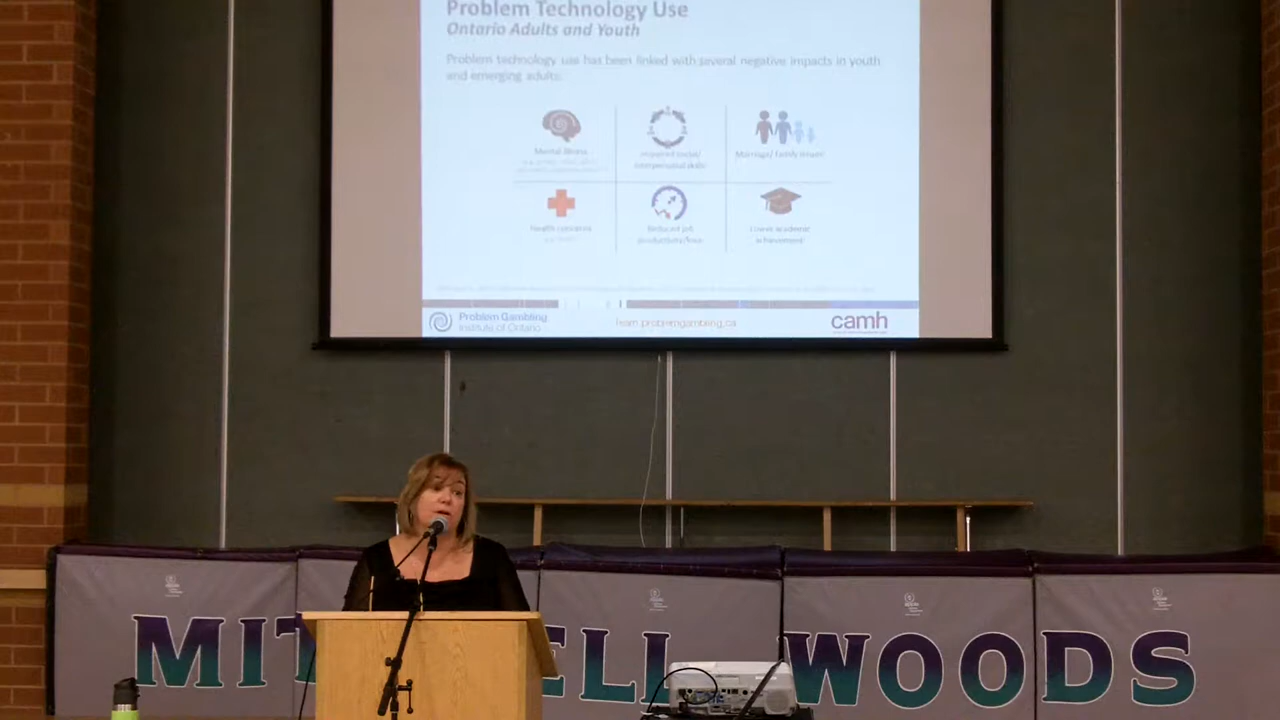 Problem Technology Use
Ontario Adults and Youth
Problem technology use has been linked with several negative impacts in youth
and emerging adults:
Mental Illness
Impaired social/
interpersonal skills
Marriage/ Family issues
Health concerns
Reduced job
productivity/loss
Lower academic
achievement
Problem Gambling
Institute of Ontario
learn.problemgambling.ca
camh
MIT ELL WOODS